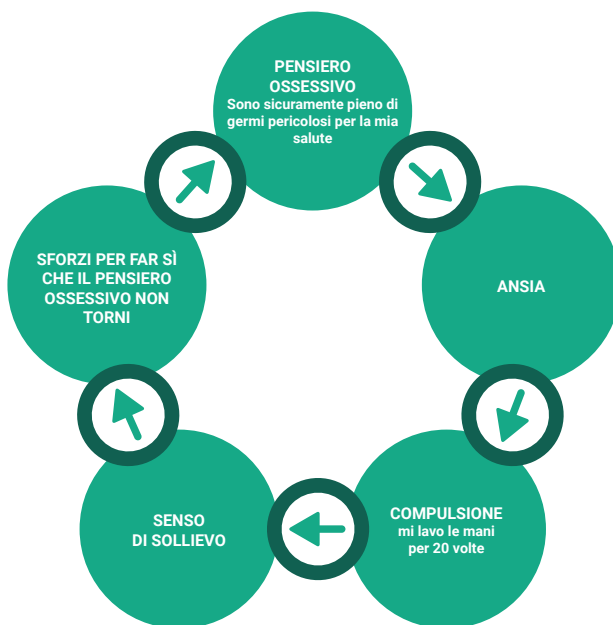 PENSIERO
OSSESSIVO
Sono sicuramente pieno di
germi pericolosi per la mia
salute
ANSIA
COMPULSIONE
mi lavo le mani
per 20 volte
SENSO
DI SOLLIEVO
SFORZI PER FAR SÌ
CHE IL PENSIERO
OSSESSIVO NON
TORNI